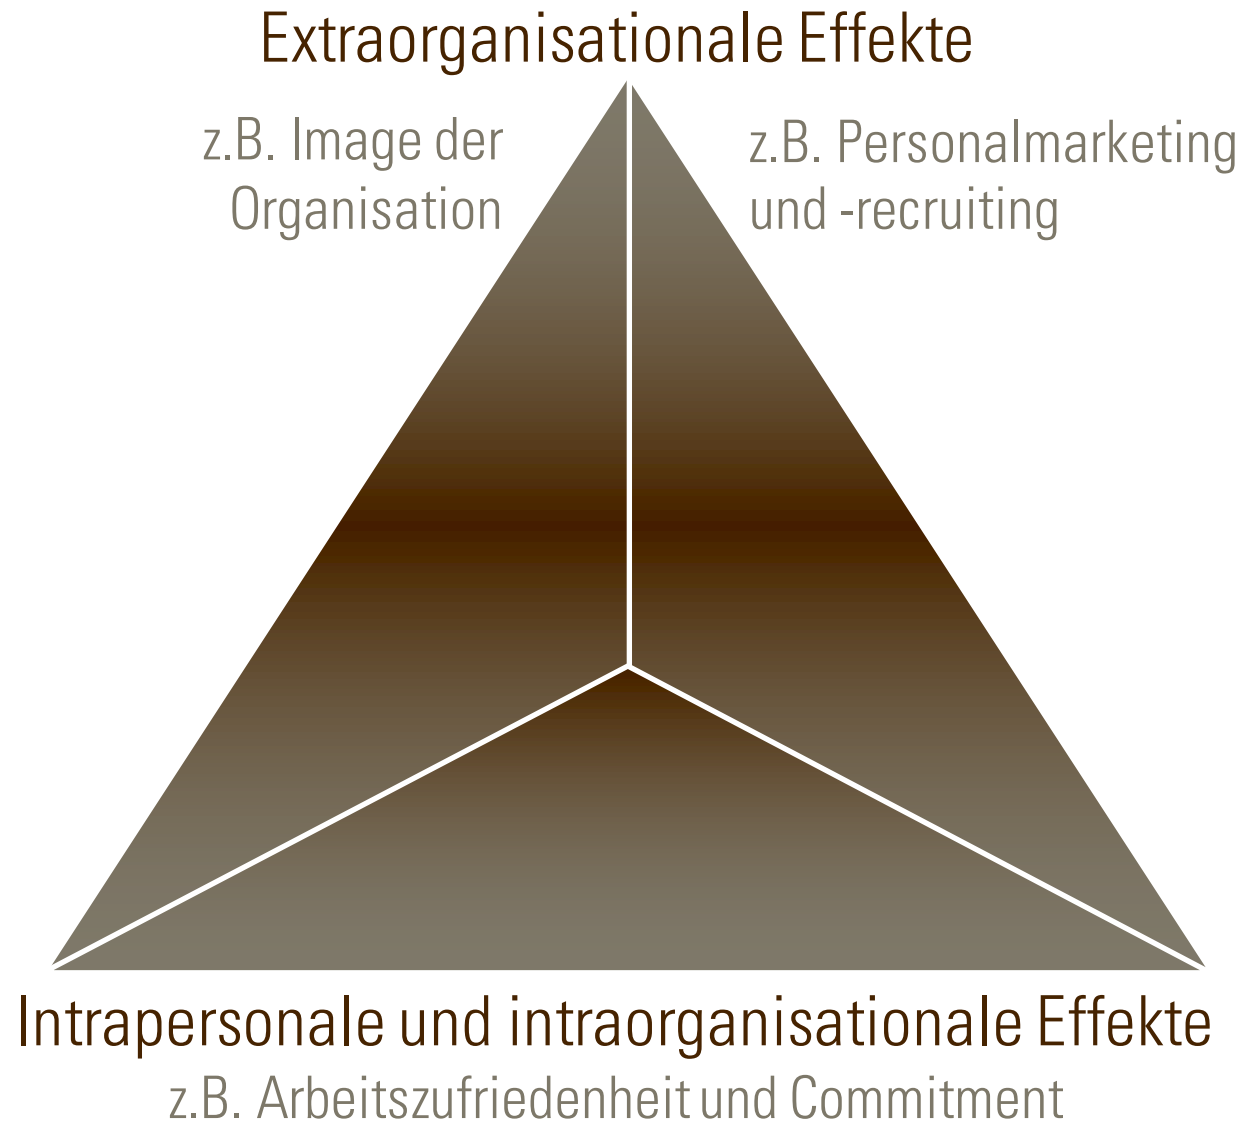 Extraorganisationale Effekte
z.B. Image der
Organisation
z.B. Personalmarketing
und -recruiting
Intrapersonale und intraorganisationale Effekte
z.B. Arbeitszufriedenheit und Commitment